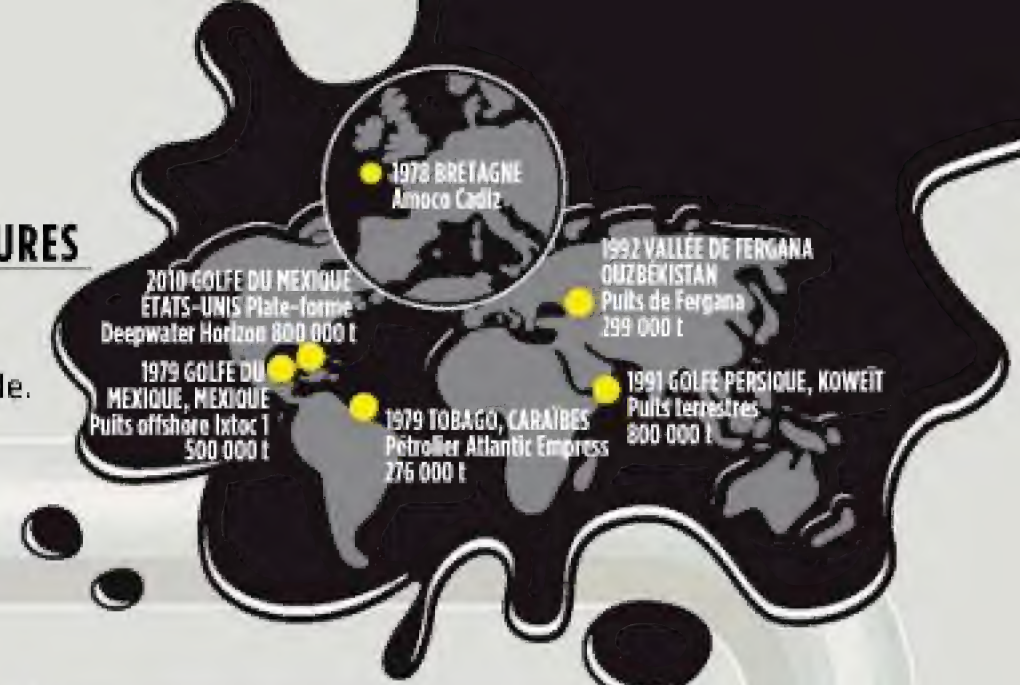 URES
de.
1978 BRETAGNE
Amoco Cadiz
2010 GOLFE DU MEXIQUE
ÉTATS-UNIS Plate-forme
Deepwater Horizon 800 000 t
1979 GOLFE DU
MEXIQUE, MEXIQUE
Puits offshore Ixtoc 1
500 000 t
1979 TOBAGO, CARAÏBES
Pétrolier Atlantic Empress
276 000 t
1992 VALLÉE DE FERGANA
OUZBÉKISTAN
Puits de Fergana
299 000 t
1991 GOLFE PERSIQUE, KOWEÏT
Puits terrestres
800 000 t